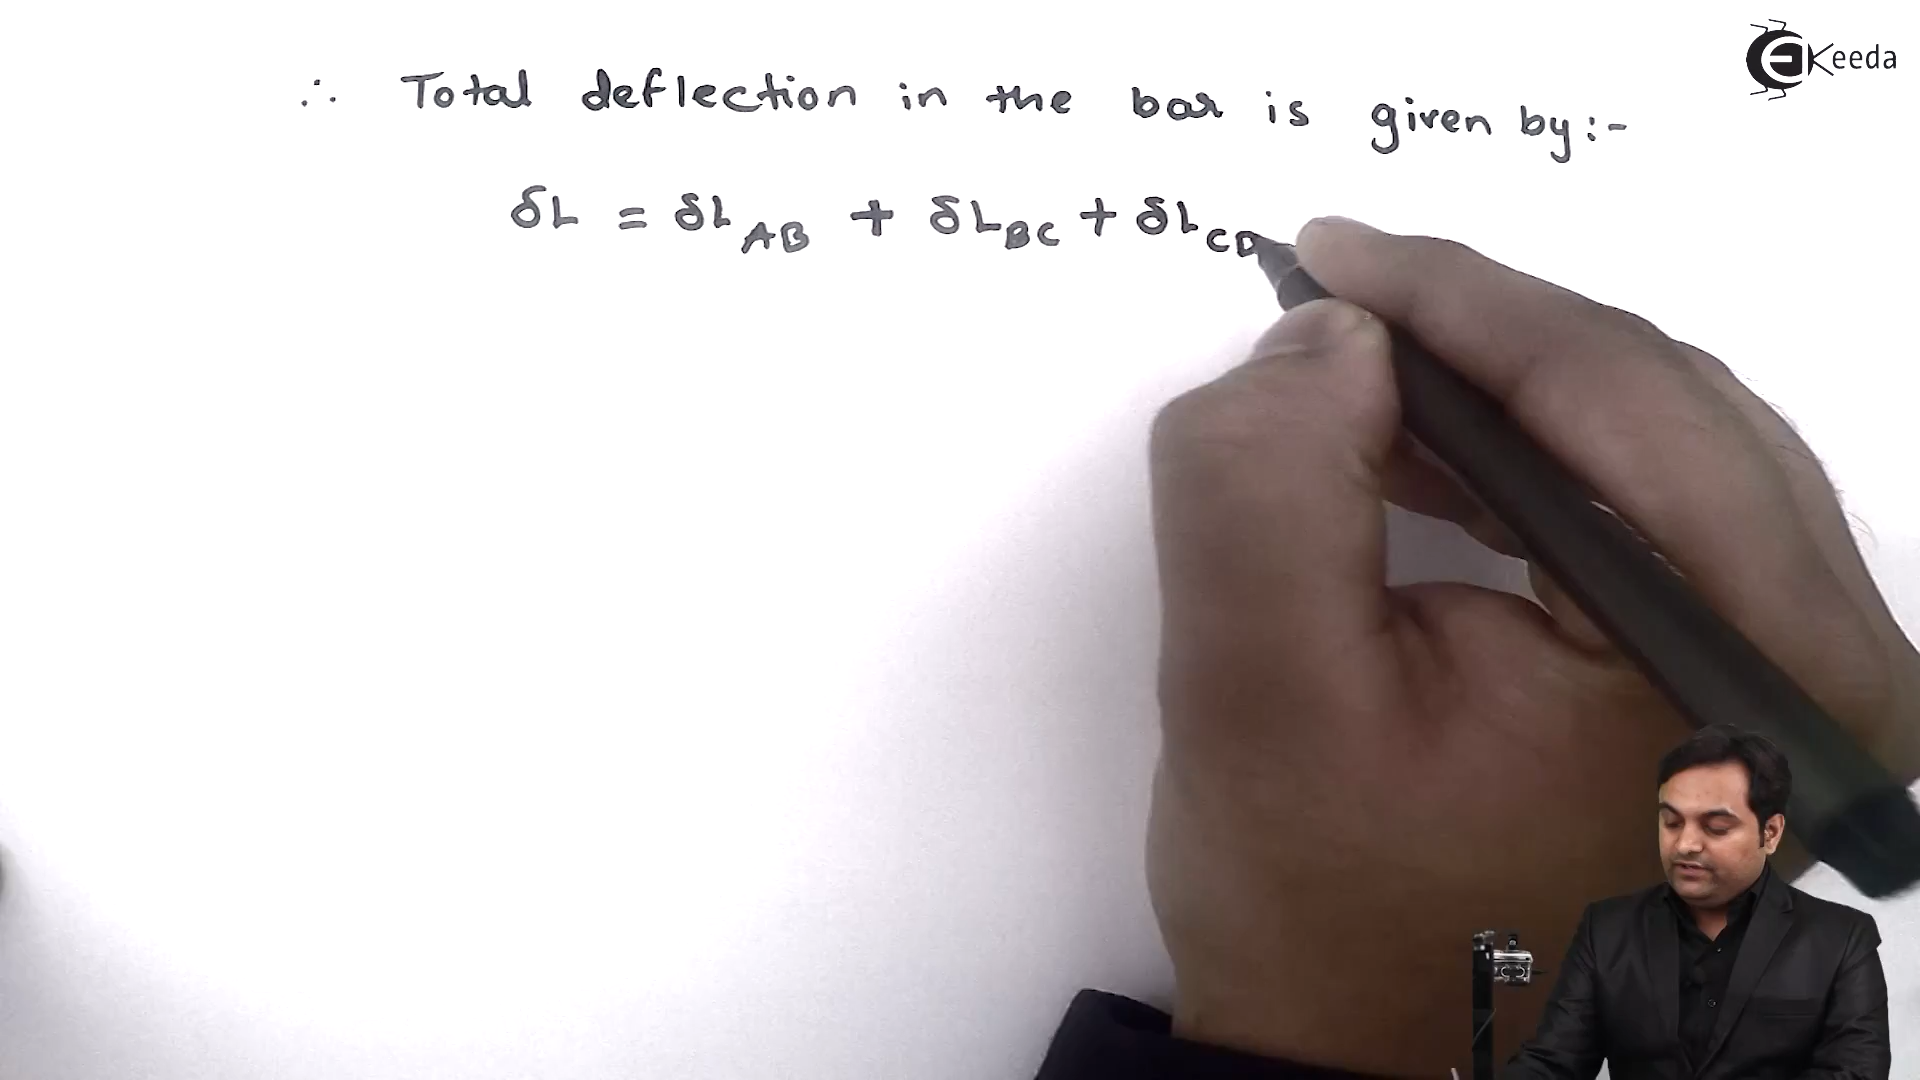 EKeeda
∴ Total deflection in the bar is given by:-
δL = δL_AB + δL_BC + δL_CD